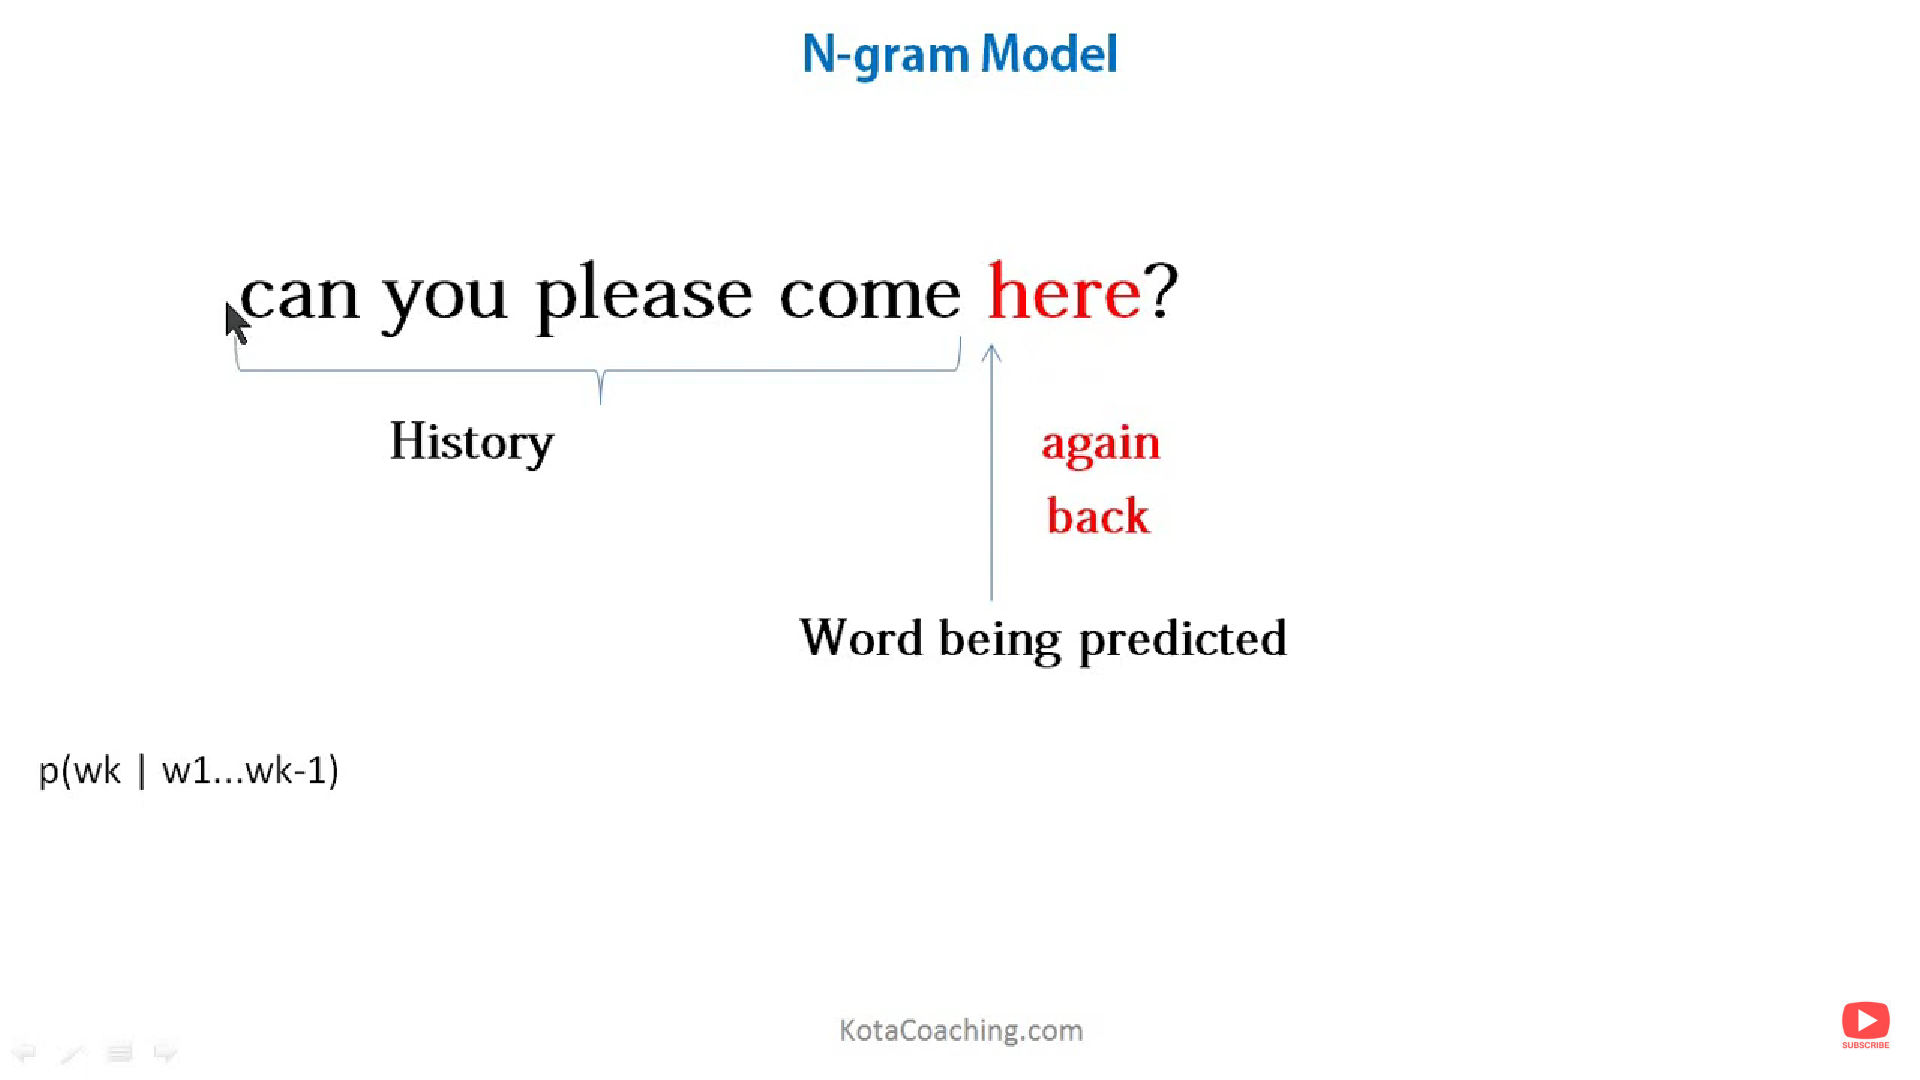 N-gram Model
can you please come here?
History
again
back
Word being predicted
p(wk | w1...wk-1)
KotaCoaching.com
SUBSCRIBE